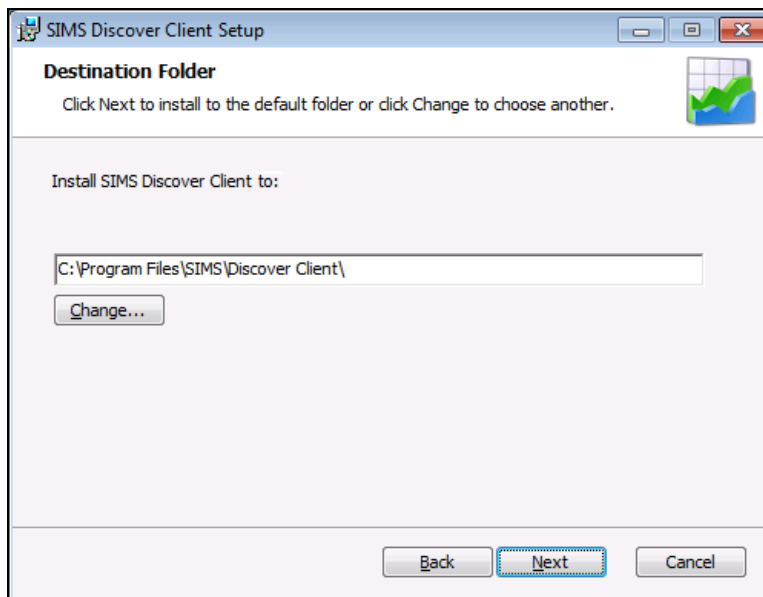 SIMS Discover Client Setup
Destination Folder
Click Next to install to the default folder or click Change to choose another.
Install SIMS Discover Client to:
C:\Program Files\SIMS\Discover Client\
Change...
Back Next Cancel